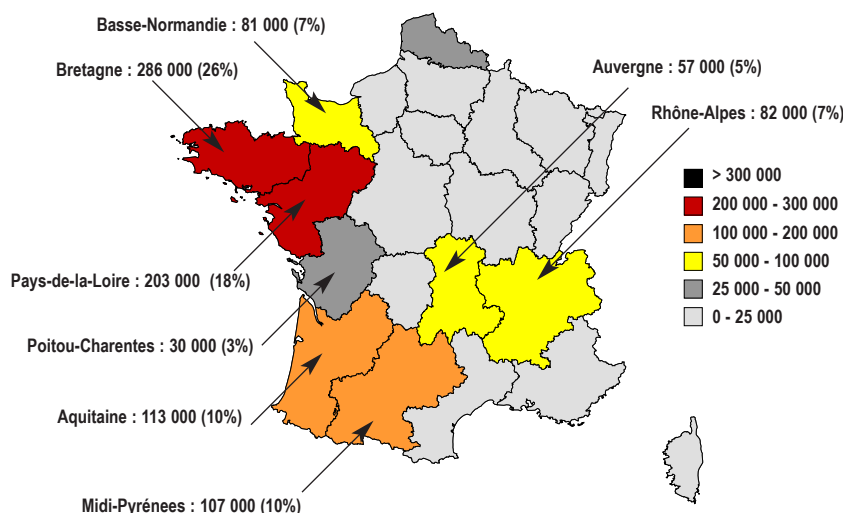 Basse-Normandie : 81 000 (7%)
Bretagne : 286 000 (26%)
Auvergne : 57 000 (5%)
Rhône-Alpes : 82 000 (7%)
> 300 000
200 000 - 300 000
100 000 - 200 000
50 000 - 100 000
25 000 - 50 000
0 - 25 000
Pays-de-la-Loire : 203 000 (18%)
Poitou-Charentes : 30 000 (3%)
Aquitaine : 113 000 (10%)
Midi-Pyrénees : 107 000 (10%)